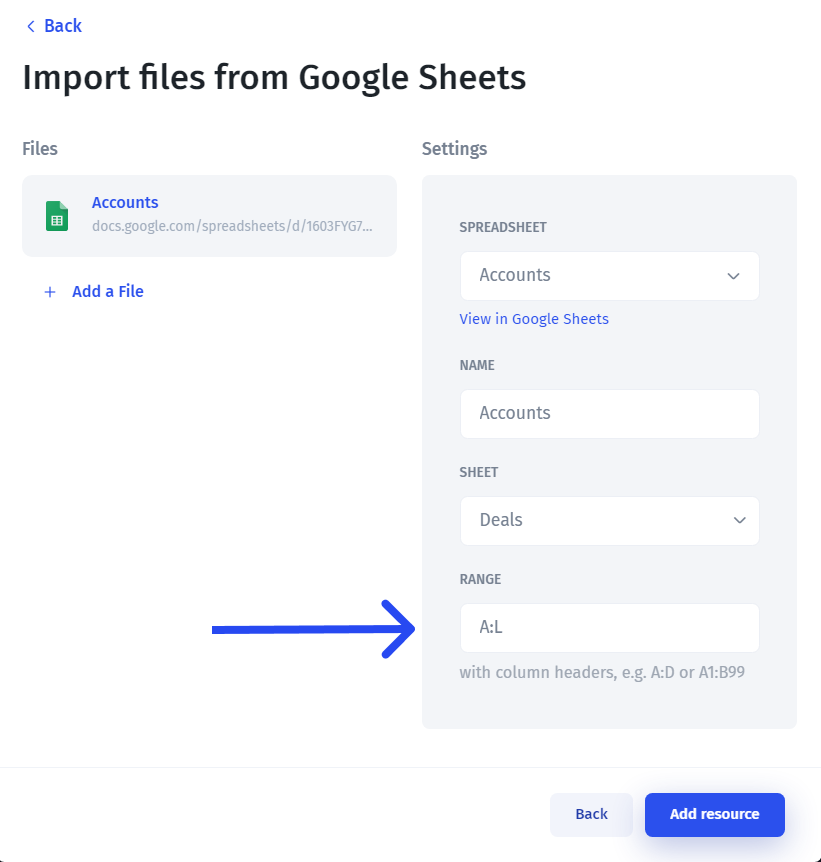 Back
Import files from Google Sheets
Files
Accounts
docs.google.com/spreadsheets/d/1603FYG7...
Add a File
Settings
SPREADSHEET
Accounts
View in Google Sheets
NAME
Accounts
SHEET
Deals
RANGE
A:L
with column headers, e.g. A:D or A1:B99
Back
Add resource